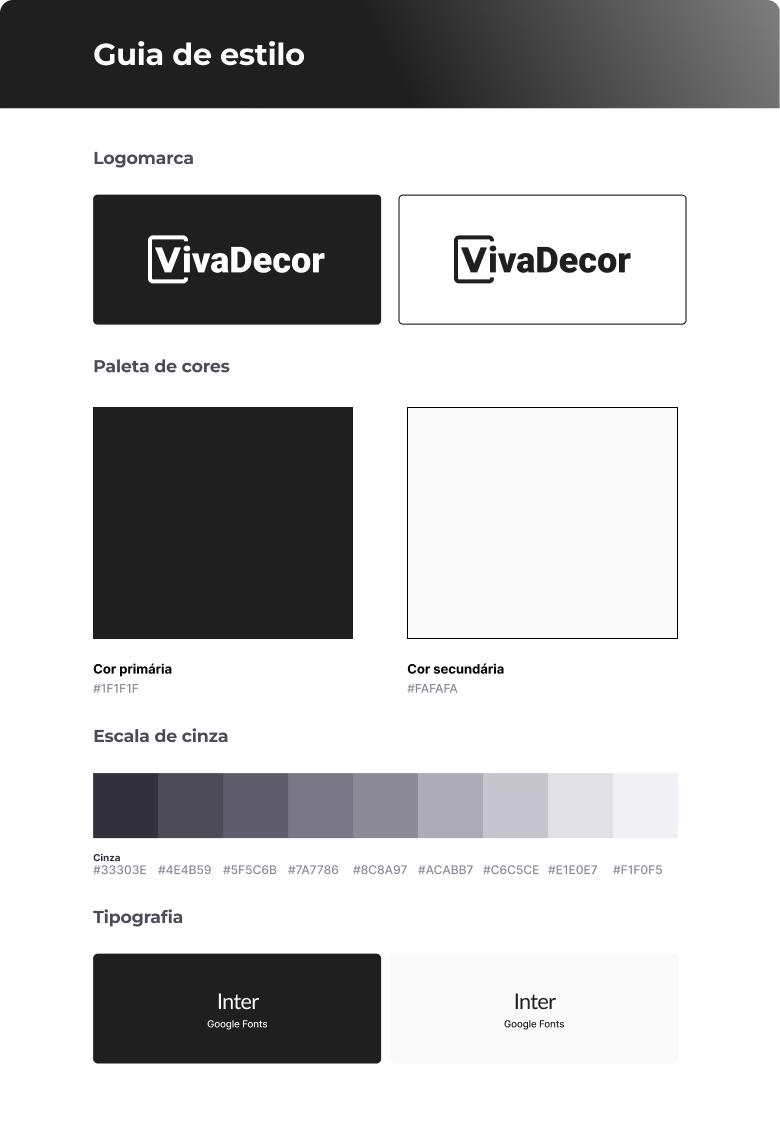 Guia de estilo
Logomarca
VivaDecor
VivaDecor
Paleta de cores
Cor primária
#1F1F1F
Cor secundária
#FAFAFA
Escala de cinza
Cinza
#33303E #4E4B59 #5F5C6B #7A7786 #8C8A97 #ACABB7 #C6C5CE #E1E0E7 #F1F0F5
Tipografia
Inter
Google Fonts
Inter
Google Fonts